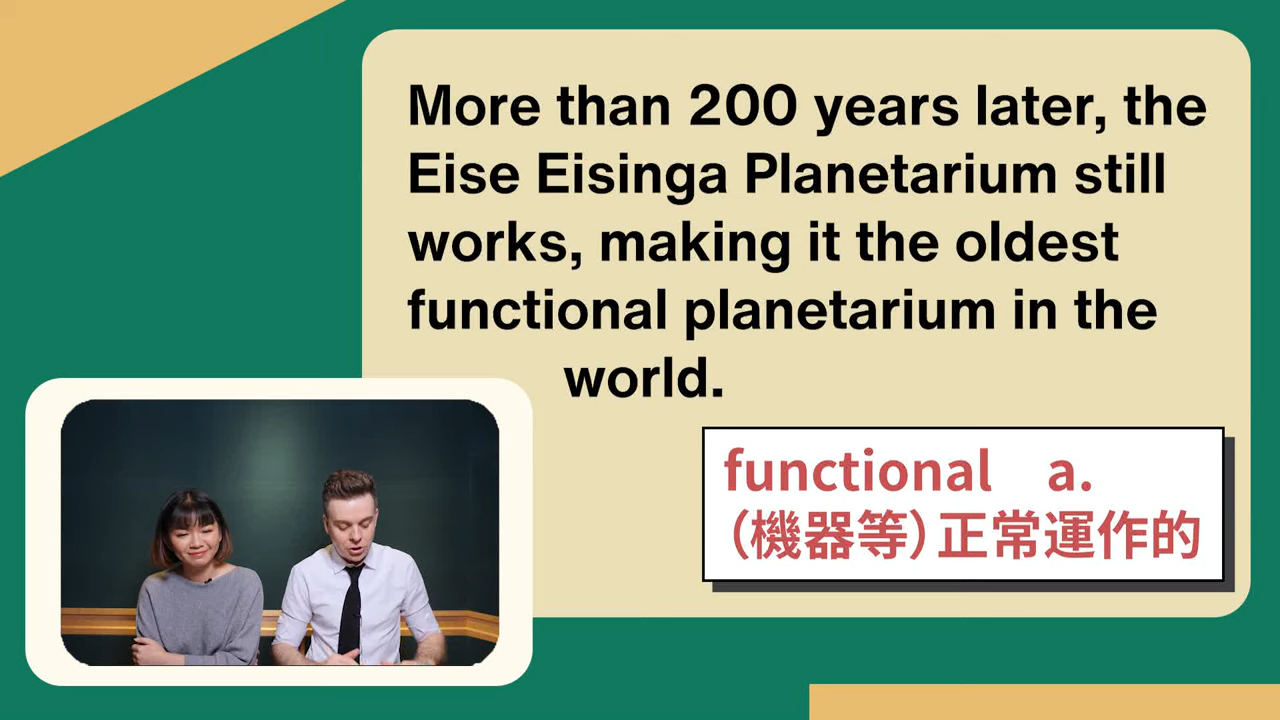 More than 200 years later, the
Eise Eisinga Planetarium still
works, making it the oldest
functional planetarium in the
world.
functional a.
（機器等）正常運作的